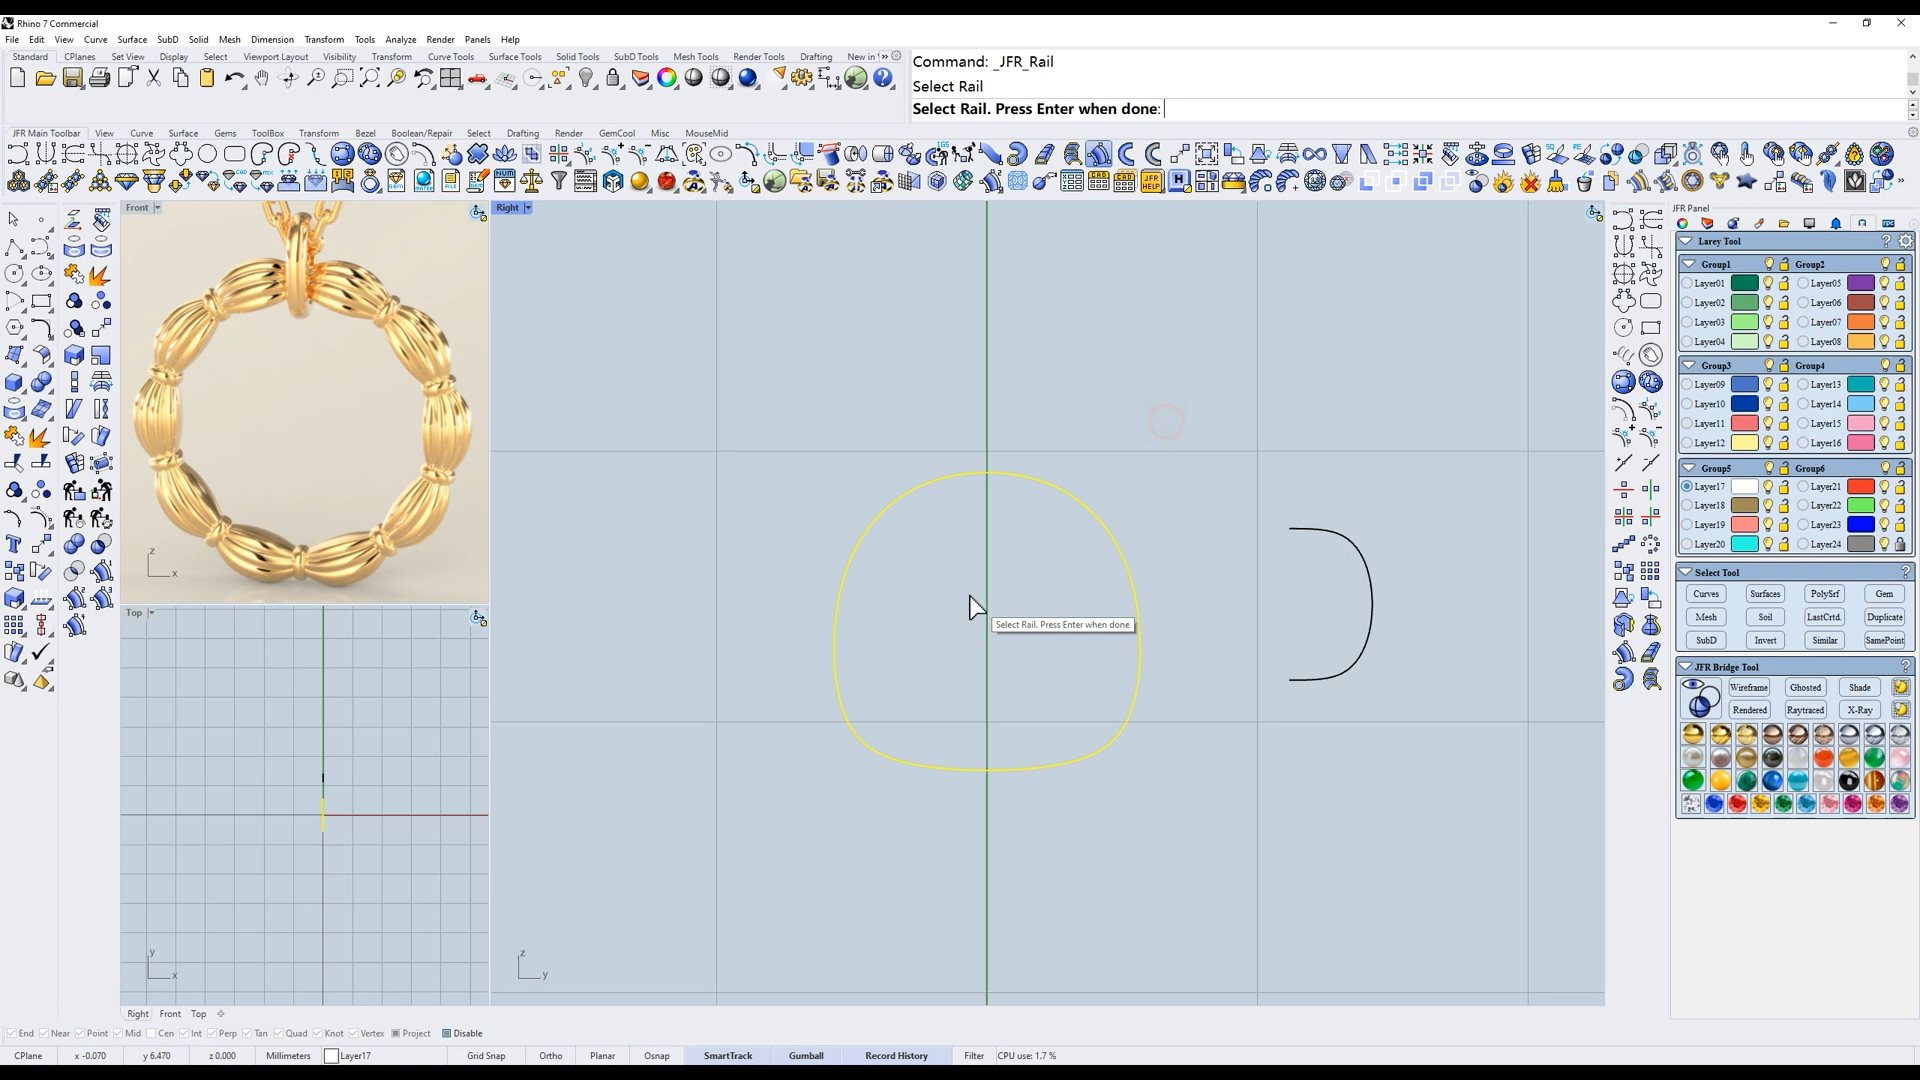 Rhino 7 Commercial
File Edit View Curve Surface SubD Solid Mesh Dimension Transform Tools Analyze Render Panels Help
Standard CPlanes Set View Display Select Viewport Layout Visibility Transform Curve Tools Surface Tools Solid Tools SubD Tools Mesh Tools Render Tools Drafting New in
Command: _JFR_Rail
Select Rail
Select Rail. Press Enter when done:
JFR Main Toolbar View Curve Surface Gems ToolBox Transform Bezel Boolean/Repair Select Drafting Render GemCool Misc MouseMid
Front
Right
JFR Panel
Larey Tool
Group1 Group2
Layer01 Layer05
Layer02 Layer06
Layer03 Layer07
Layer04 Layer08
Group3 Group4
Layer09 Layer13
Layer10 Layer14
Layer11 Layer15
Layer12 Layer16
Group5 Group6
Layer17 Layer21
Layer18 Layer22
Layer19 Layer23
Layer20 Layer24
Select Tool
Curves Surfaces PolySrf Gem
Mesh Soil LastCrtd. Duplicate
SubD Invert Similar SamePoint
JFR Bridge Tool
Wireframe Ghosted Shade
Rendered Raytraced X-Ray
z
x
Top
Select Rail. Press Enter when done
y
x
z
y
Right Front Top
End Near Point Mid Cen Int Perp Tan Quad Knot Vertex Project Disable
CPlane x -0.070 y 6.470 z 0.000 Millimeters Layer17 Grid Snap Ortho Planar Osnap SmartTrack Gumball Record History Filter CPU use: 1.7 %